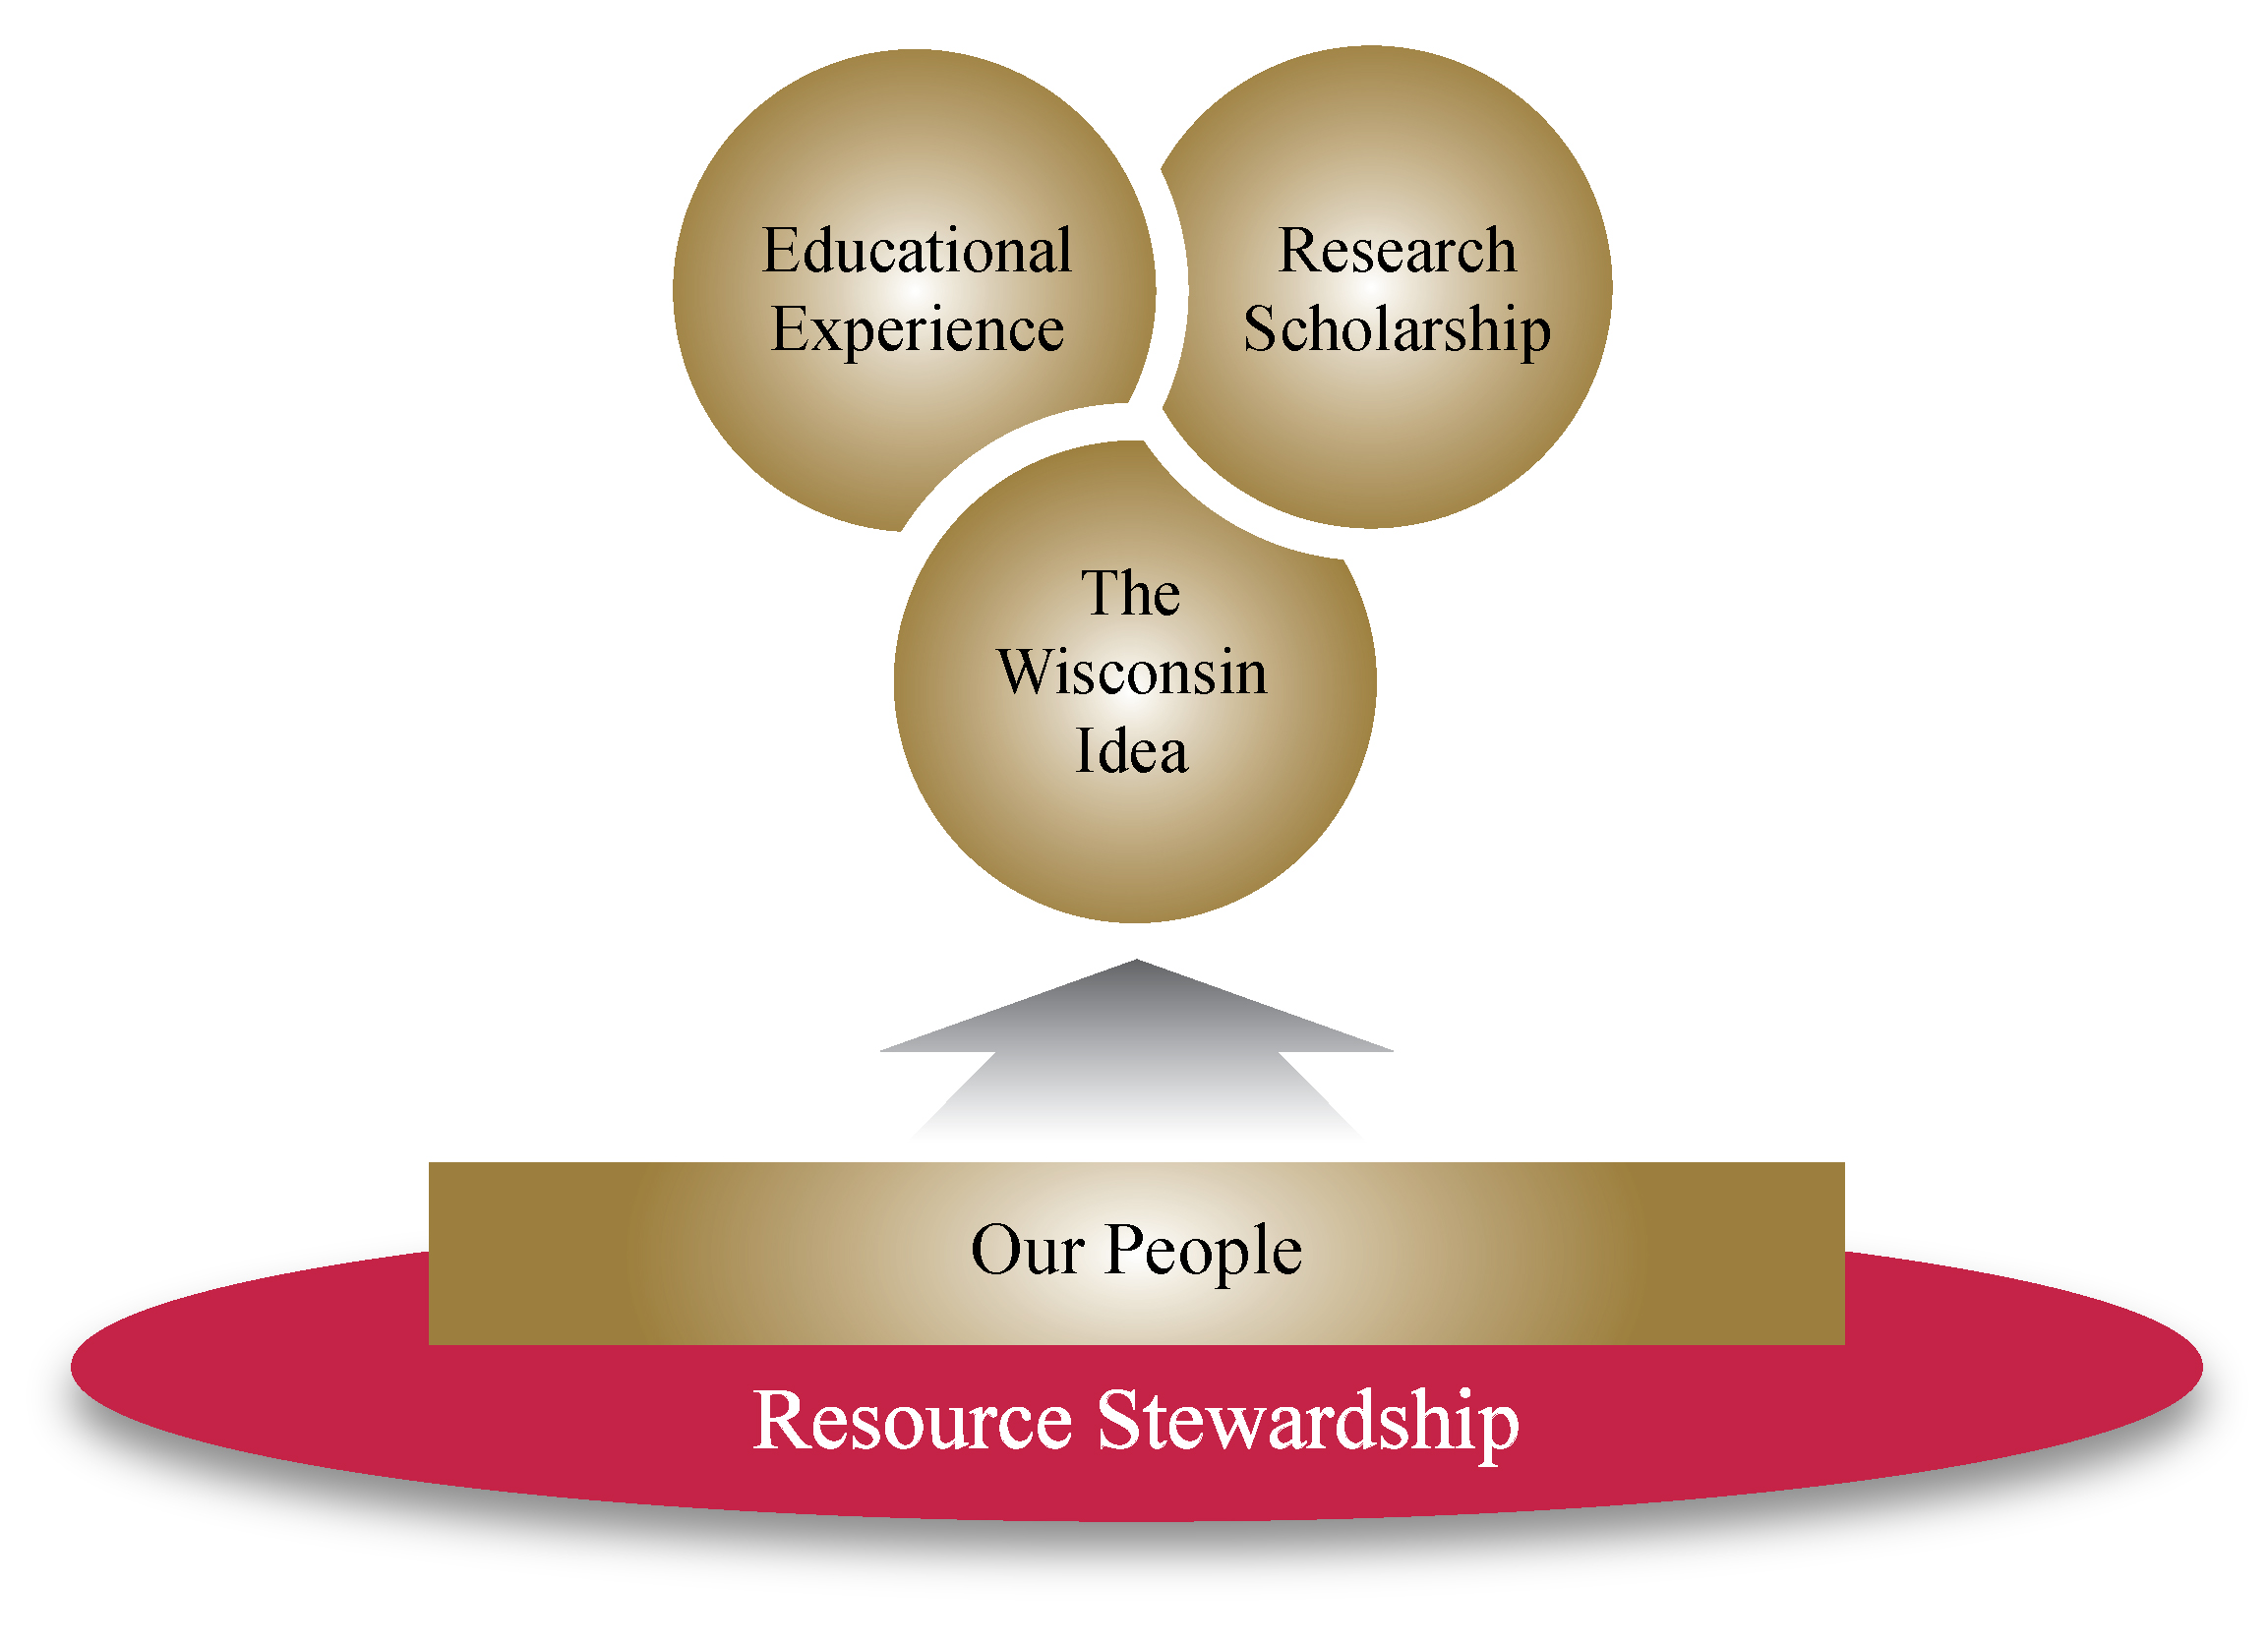 Educational
Experience
Research
Scholarship
The
Wisconsin
Idea
Our People
Resource Stewardship